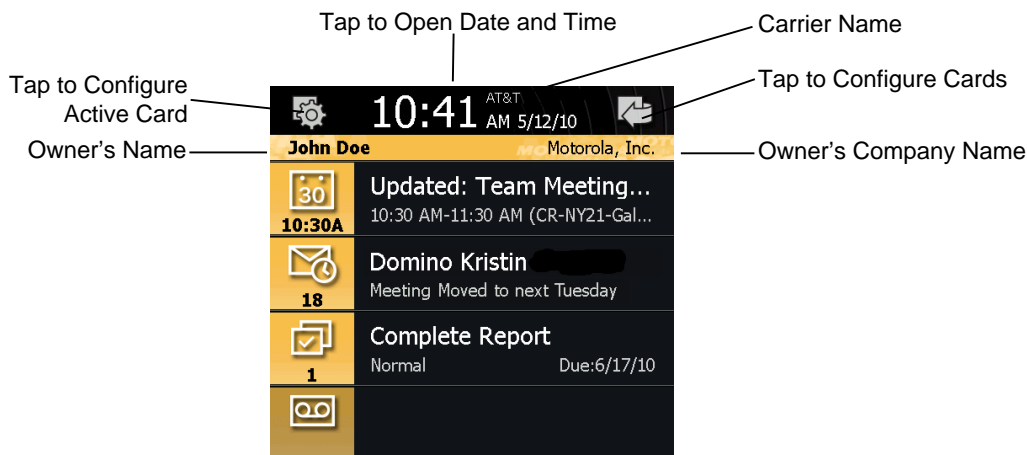 Tap to Open Date and Time
Carrier Name
Tap to Configure
Active Card
Tap to Configure Cards
10:41 AT&T
AM 5/12/10
Owner's Name
John Doe
Motorola, Inc.
Owner's Company Name
30
10:30A
Updated: Team Meeting...
10:30 AM-11:30 AM (CR-NY21-Gal...
18
Domino Kristin
Meeting Moved to next Tuesday
1
Complete Report
Normal Due:6/17/10